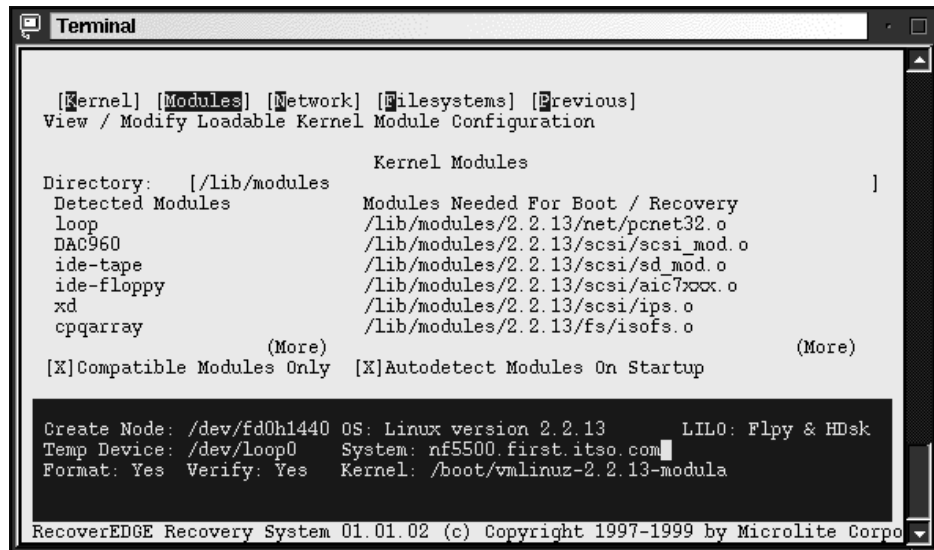 Terminal
[Kernel] [Modules] [Network] [Filesystems] [Previous]
View / Modify Loadable Kernel Module Configuration
Kernel Modules
Directory: [/lib/modules ]
Detected Modules Modules Needed For Boot / Recovery
loop /lib/modules/2.2.13/net/pcnet32.o
DAC960 /lib/modules/2.2.13/scsi/scsi_mod.o
ide-tape /lib/modules/2.2.13/scsi/sd_mod.o
ide-floppy /lib/modules/2.2.13/scsi/aic7xxx.o
xd /lib/modules/2.2.13/scsi/ips.o
cpqarray /lib/modules/2.2.13/fs/isofs.o
(More) (More)
[X]Compatible Modules Only [X]Autodetect Modules On Startup
Create Node: /dev/fd0h1440 OS: Linux version 2.2.13 LILO: Flpy & HDsk
Temp Device: /dev/loop0 System: nf5500.first.itso.com
Format: Yes Verify: Yes Kernel: /boot/vmlinuz-2.2.13-modula
RecoverEDGE Recovery System 01.01.02 (c) Copyright 1997-1999 by Microlite Corpo